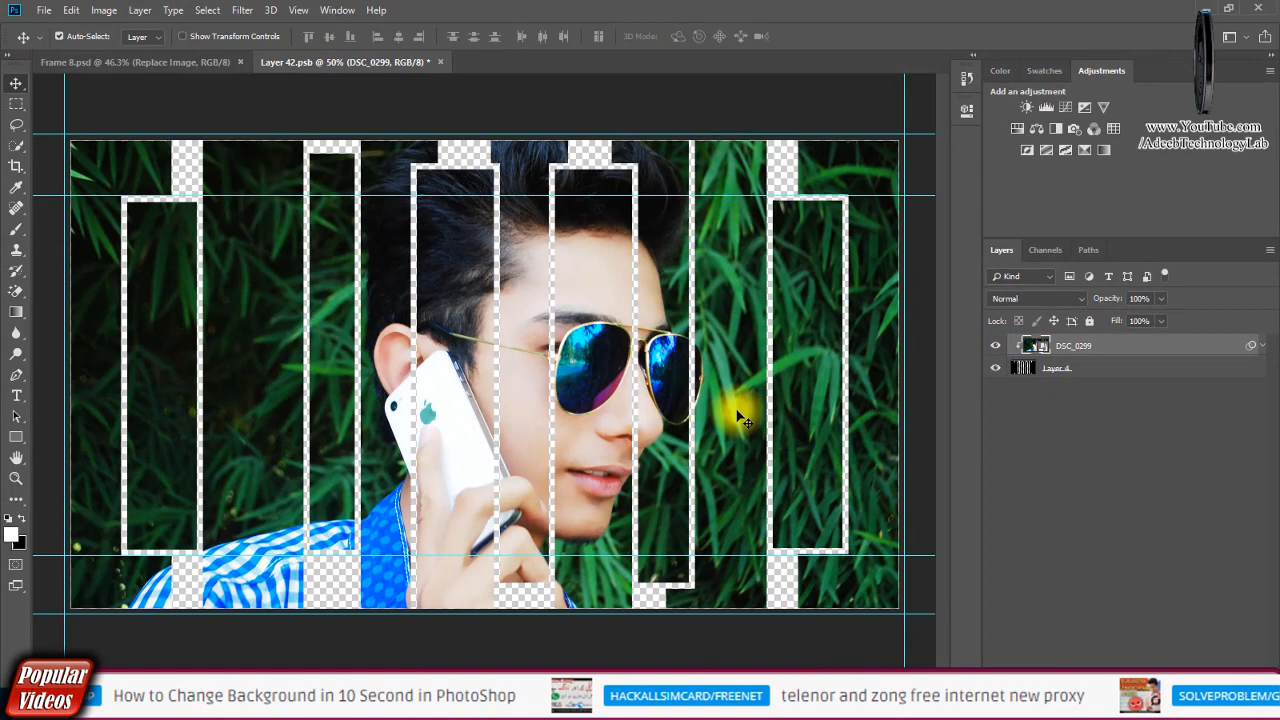 Ps File Edit Image Layer Type Select Filter 3D View Window Help
Auto-Select: Layer Show Transform Controls 3D Mode:
Frame 8.psd @ 46.3% (Replace Image, RGB/8) × Layer 42.psb @ 50% (DSC_0299, RGB/8) * ×
Color Swatches Adjustments
Add an adjustment
www.YouTube.com
/AdeebTechnologyLab
Layers Channels Paths
Kind
Normal Opacity: 100%
Lock: Fill: 100%
DSC_0299
Popular
Videos
How to Change Background in 10 Second in PhotoShop HACKALLSIMCARD/FREENET telenor and zong free internet new proxy SOLVEPROBLEM/G